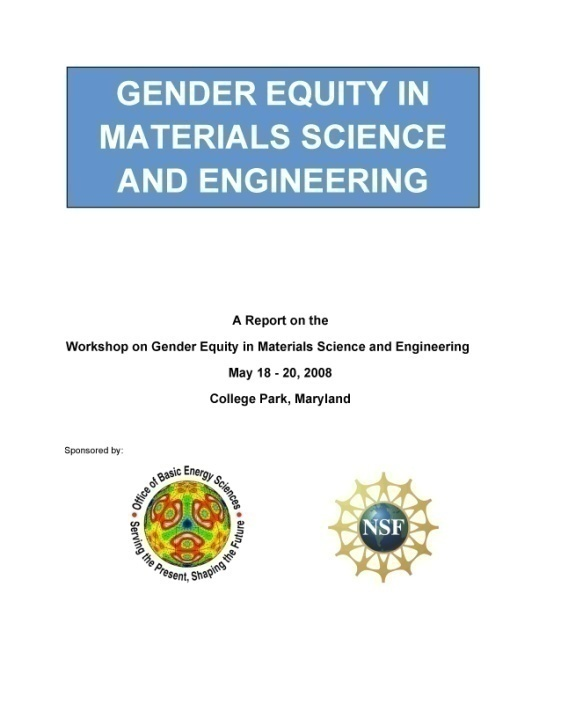 GENDER EQUITY IN
MATERIALS SCIENCE
AND ENGINEERING
A Report on the
Workshop on Gender Equity in Materials Science and Engineering
May 18 - 20, 2008
College Park, Maryland
Sponsored by:
Office of Basic Energy Sciences
Serving the Present, Shaping the Future
NSF